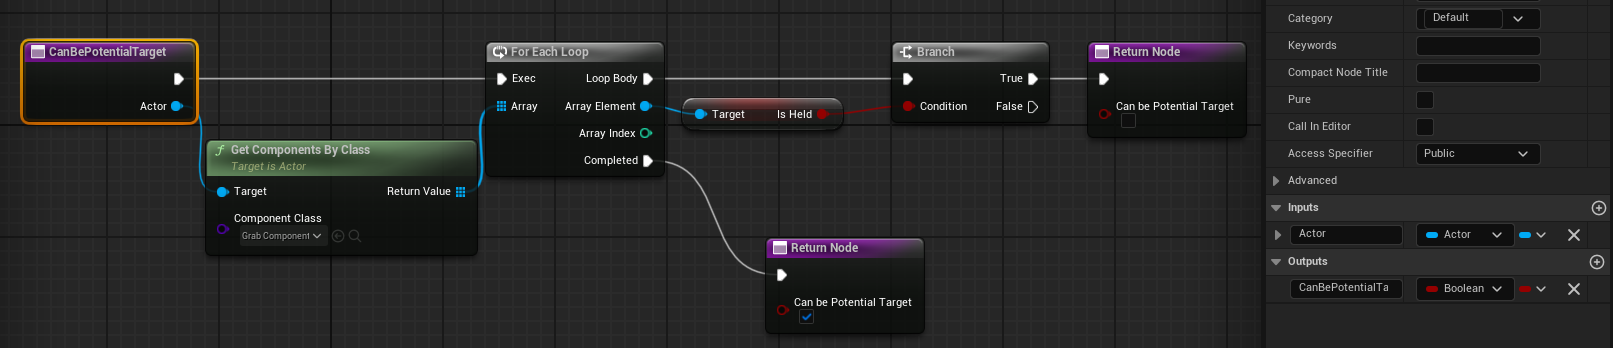 CanBePotentialTarget
Actor
Get Components By Class
Target is Actor
Target
Return Value
Component Class
Grab Component
For Each Loop
Exec
Loop Body
Array
Array Element
Array Index
Completed
Target
Is Held
Branch
True
Condition
False
Return Node
Can be Potential Target
Return Node
Can be Potential Target
Category
Default
Keywords
Compact Node Title
Pure
Call In Editor
Access Specifier
Public
Advanced
Inputs
Actor
Actor
Outputs
CanBePotentialTa
Boolean